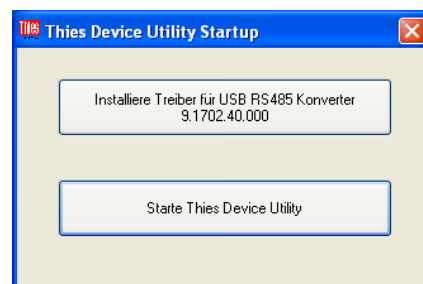 Thies
Thies Device Utility Startup
Installiere Treiber für USB RS485 Konverter
9.1702.40.000
Starte Thies Device Utility